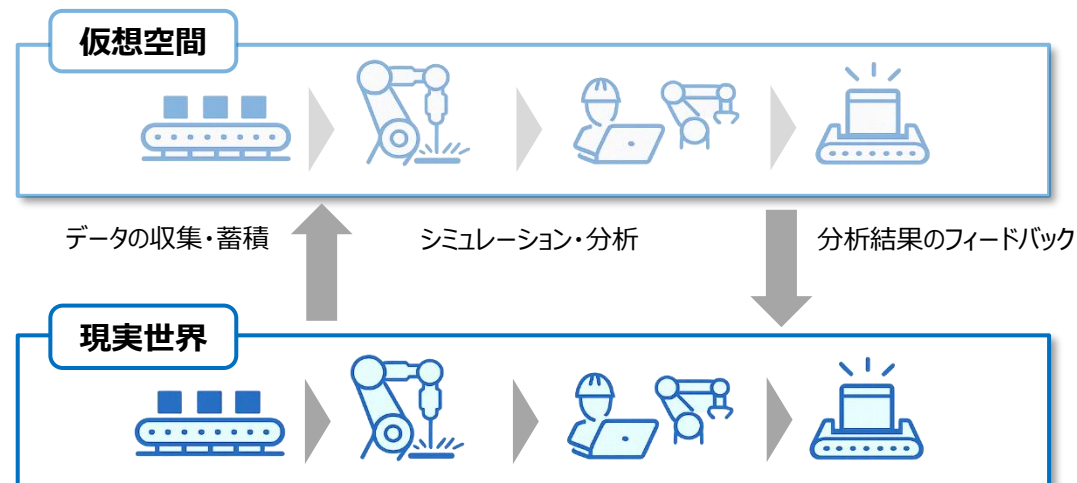 仮想空間
データの収集・蓄積
シミュレーション・分析
分析結果のフィードバック
現実世界